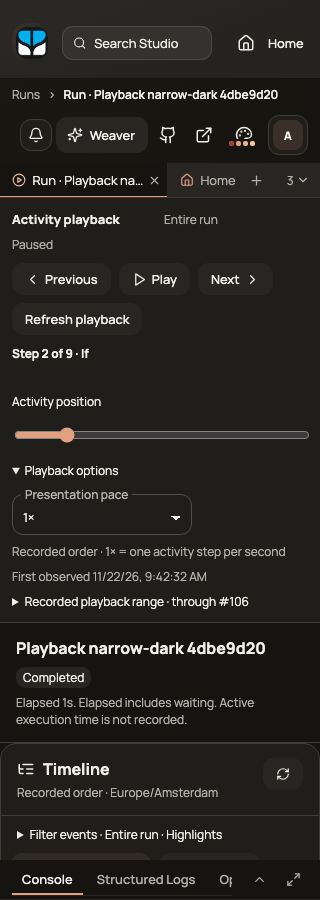 Search Studio
Home
Runs › Run · Playback narrow-dark 4dbe9d20
Weaver
A
Run · Playback na... × Home + 3
Activity playback Entire run
Paused
Previous Play Next
Refresh playback
Step 2 of 9 · If
Activity position
Playback options
Presentation pace
1×
Recorded order · 1× = one activity step per second
First observed 11/22/26, 9:42:32 AM
Recorded playback range · through #106
Playback narrow-dark 4dbe9d20
Completed
Elapsed 1s. Elapsed includes waiting. Active
execution time is not recorded.
Timeline
Recorded order · Europe/Amsterdam
Filter events · Entire run · Highlights
Console Structured Logs